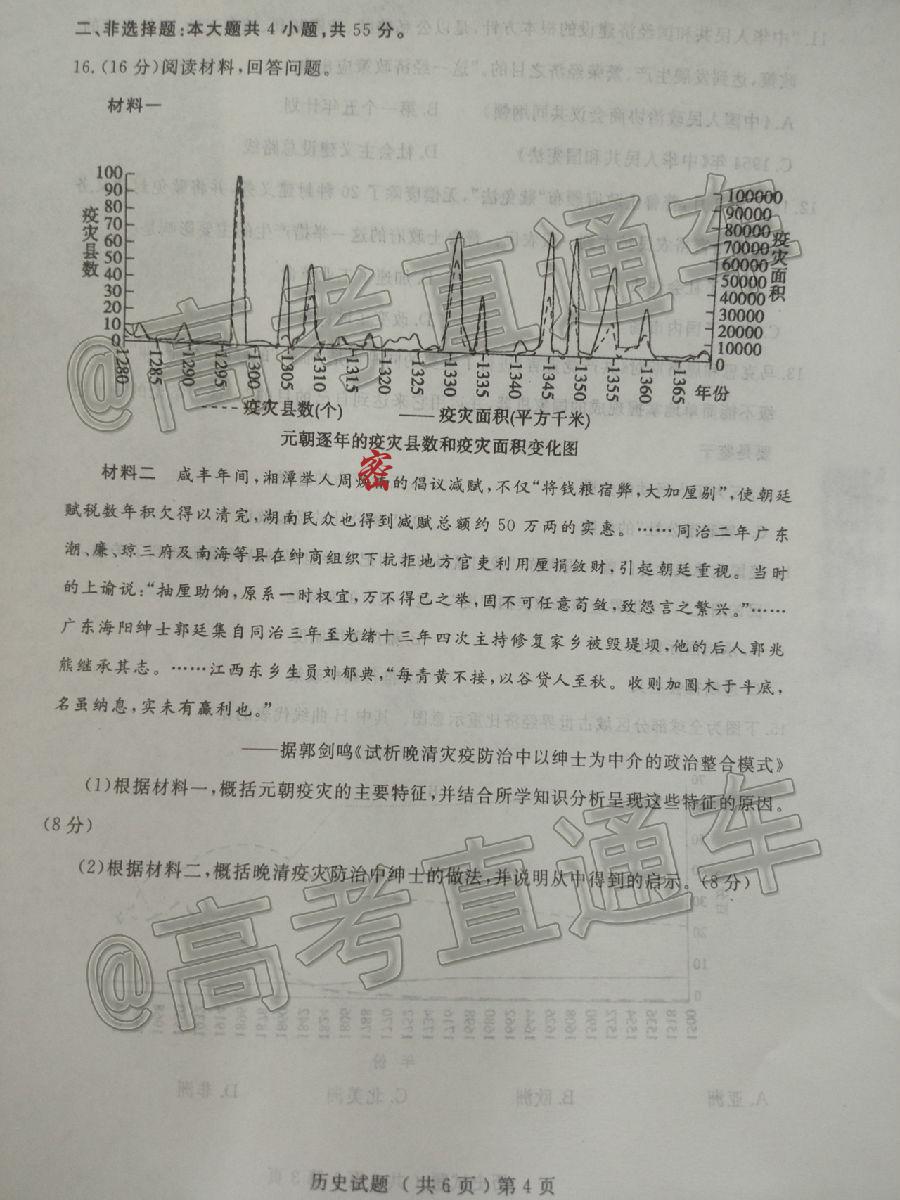 二、非选择题:本大题共4小题,共55分。
16.(16分)阅读材料,回答问题。
材料一
100
90
80
70
60
50
40
30
20
10
0
疫灾县数
100000
90000
80000
70000
60000
50000
40000
30000
20000
10000
0
疫灾面积
1280
1285
1290
1295
1300
1305
1310
1315
1320
1325
1330
1335
1340
1345
1350
1355
1360
1365
年份
疫灾县数(个) 疫灾面积(平方千米)
元朝逐年的疫灾县数和疫灾面积变化图
密
材料二 咸丰年间,湘潭举人周 的倡议减赋,不仅“将钱粮宿弊,大加厘剔”,使朝廷
赋税数年积欠得以清完,湖南民众也得到减赋总额约50万两的实惠。……同治二年广东
潮、廉、琼三府及南海等县在绅商组织下抗拒地方官吏利用厘捐敛财,引起朝廷重视。当时
的上谕说:“抽厘助饷,原系一时权宜,万不得已之举,固不可任意苟敛,致怨言之繁兴。”……
广东海阳绅士郭廷集自同治三年至光绪十三年四次主持修复家乡被毁堤坝,他的后人郭兆
熊继承其志。……江西东乡生员刘郁典,“每青黄不接,以谷贷人至秋。收则加圆木于斗底,
名虽纳息,实未有赢利也。”
——据郭剑鸣《试析晚清灾疫防治中以绅士为中介的政治整合模式》
(1)根据材料一,概括元朝疫灾的主要特征,并结合所学知识分析呈现这些特征的原因。
(8分)
(2)根据材料二,概括晚清疫灾防治中绅士的做法,并说明从中得到的启示。(8分)
@高考直通车
@高考直通车
历史试题 (共6页)第4页